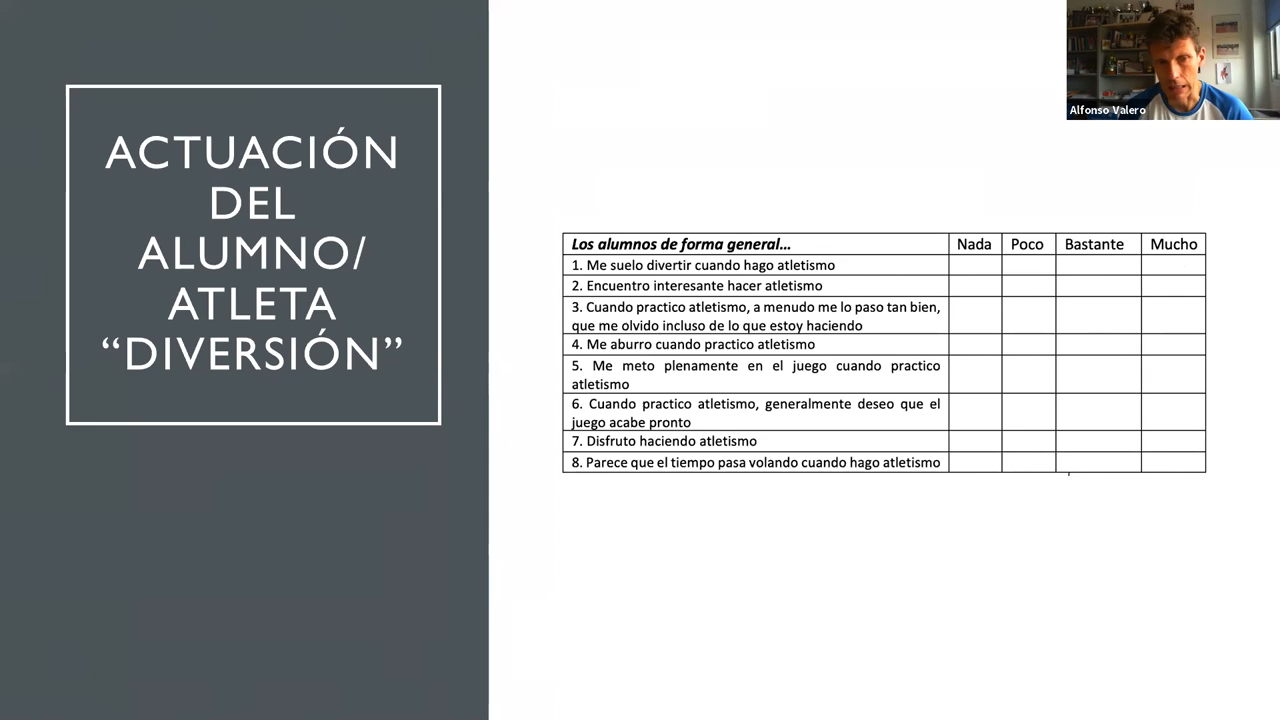 ACTUACIÓN
DEL
ALUMNO/
ATLETA
“DIVERSIÓN”
Alfonso Valero
Los alumnos de forma general... Nada Poco Bastante Mucho
1. Me suelo divertir cuando hago atletismo
2. Encuentro interesante hacer atletismo
3. Cuando practico atletismo, a menudo me lo paso tan bien,
que me olvido incluso de lo que estoy haciendo
4. Me aburro cuando practico atletismo
5. Me meto plenamente en el juego cuando practico
atletismo
6. Cuando practico atletismo, generalmente deseo que el
juego acabe pronto
7. Disfruto haciendo atletismo
8. Parece que el tiempo pasa volando cuando hago atletismo